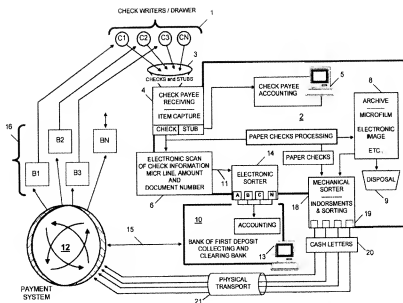 CHECK WRITERS / DRAWER
1
C1 C2 C3 CN
3
CHECKS and STUBS
4
CHECK PAYEE
RECEIVING
ITEM CAPTURE
CHECK STUB
CHECK PAYEE
ACCOUNTING
5
8
ARCHIVE
MICROFILM
ELECTRONIC
IMAGE
ETC.
2
PAPER CHECKS PROCESSING
PAPER CHECKS
16
B2 BN
B1 B3
ELECTRONIC SCAN
OF CHECK INFORMATION
MICR LINE, AMOUNT
AND
DOCUMENT NUMBER
6
11
14
ELECTRONIC
SORTER
A B C N
18
MECHANICAL
SORTER
INDORSMENTS
& SORTING
DISPOSAL
9
19
10
ACCOUNTING
BANK OF FIRST DEPOSIT
COLLECTING AND
CLEARING BANK
13
15
12
CASH LETTERS
20
PAYMENT
SYSTEM
PHYSICAL
TRANSPORT
21